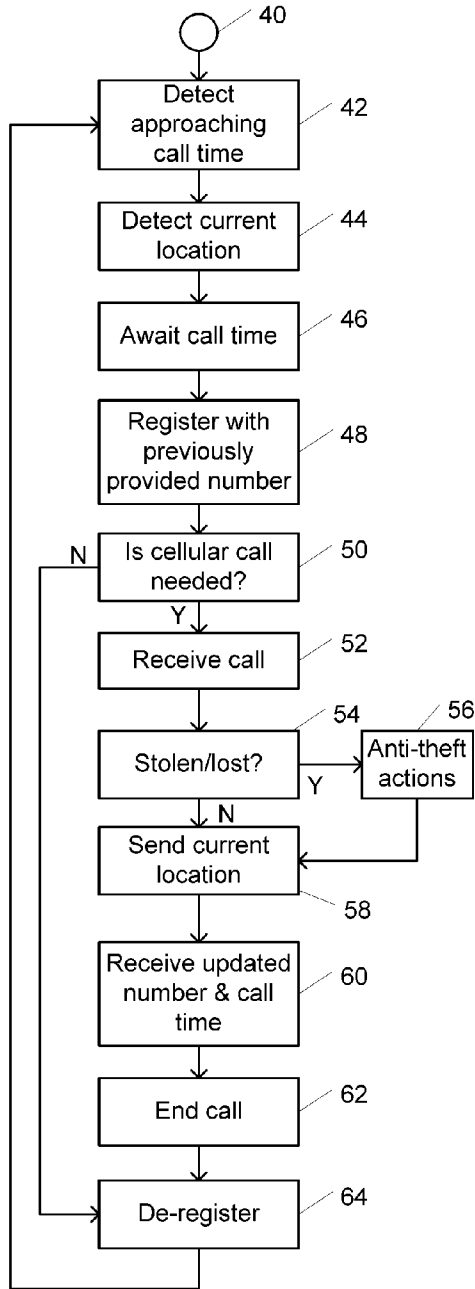 40
Detect
approaching
call time
42
Detect current
location
44
Await call time
46
Register with
previously
provided number
48
N
Is cellular call
needed?
50
Y
Receive call
52
54
56
Stolen/lost?
Y
Anti-theft
actions
N
Send current
location
58
Receive updated
number & call
time
60
End call
62
De-register
64